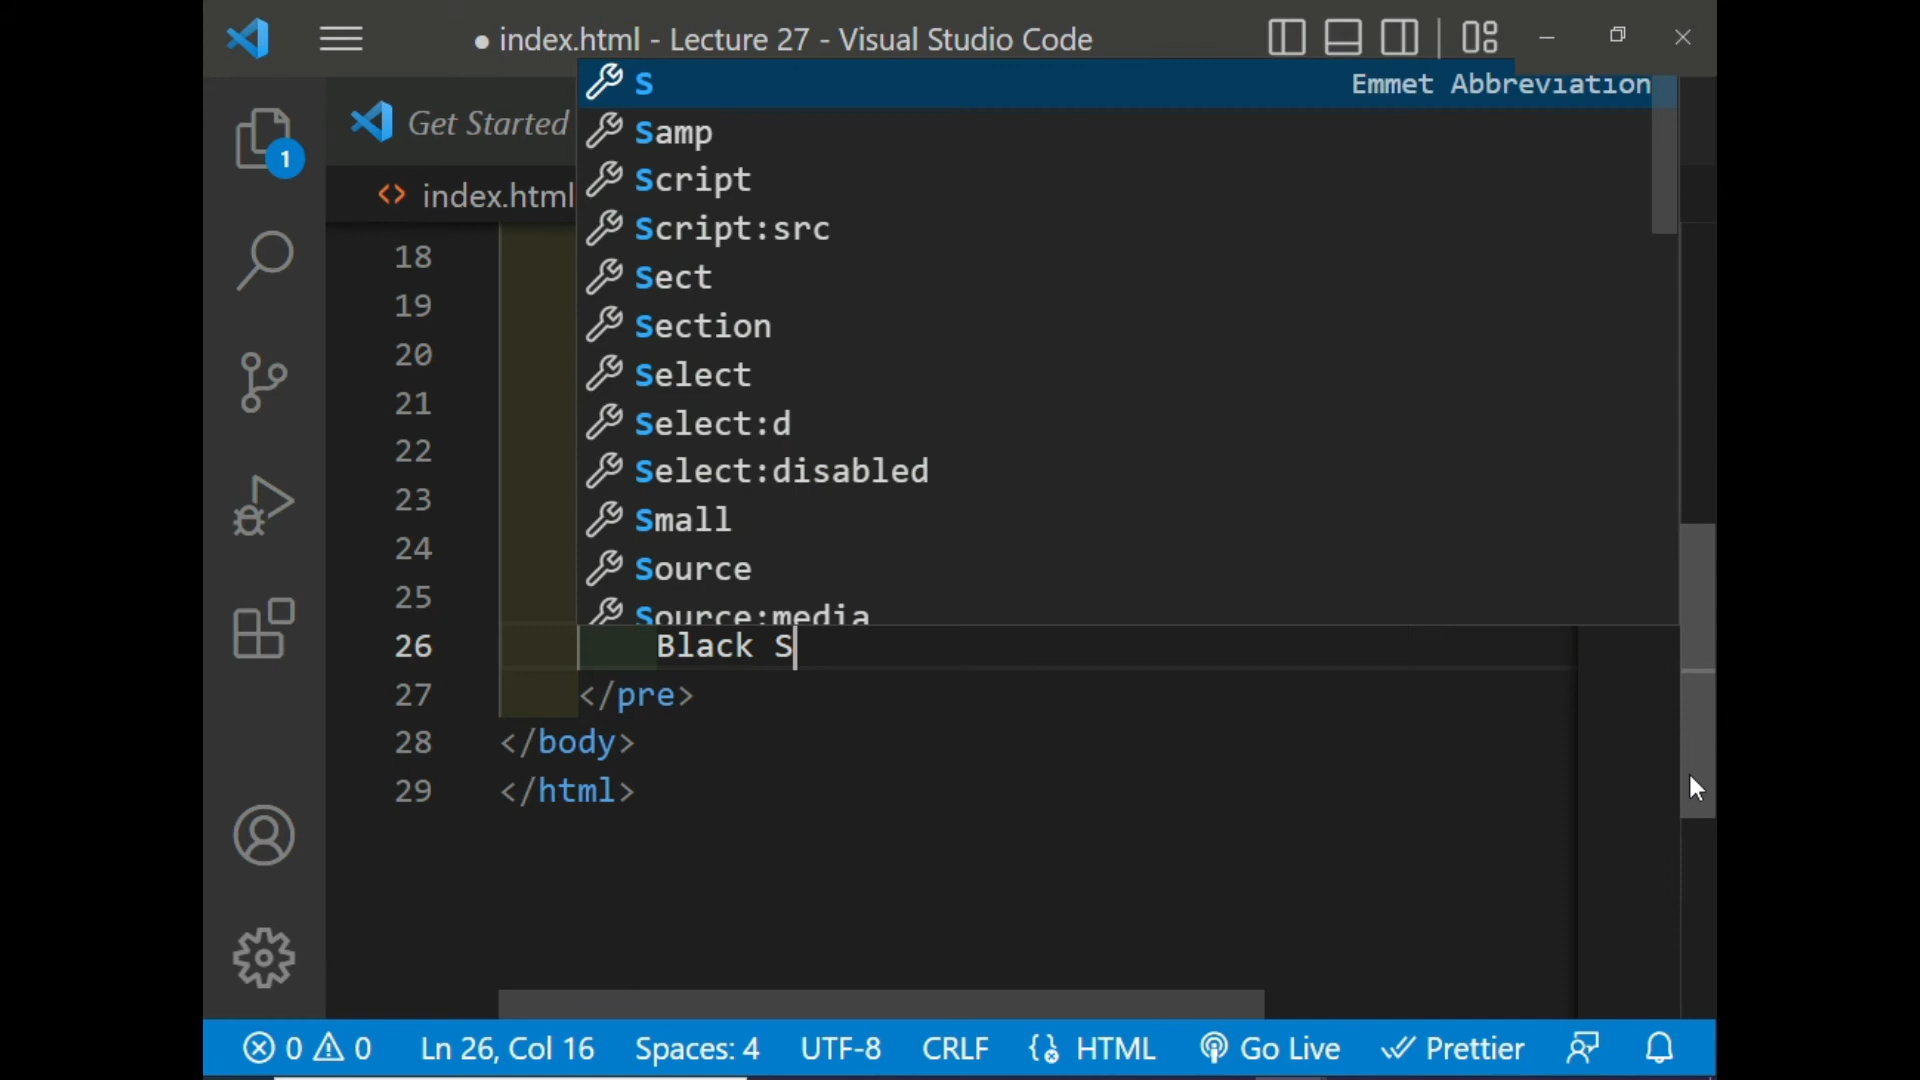 ● index.html - Lecture 27 - Visual Studio Code
Get Started
S Emmet Abbreviation
Samp
Script
Script:src
Sect
Section
Select
Select:d
Select:disabled
Small
Source
Source:media
1
<> index.html
18
19
20
21
22
23
24
25
26 Black S
27 </pre>
28 </body>
29 </html>
0 0 Ln 26, Col 16 Spaces: 4 UTF-8 CRLF HTML Go Live Prettier